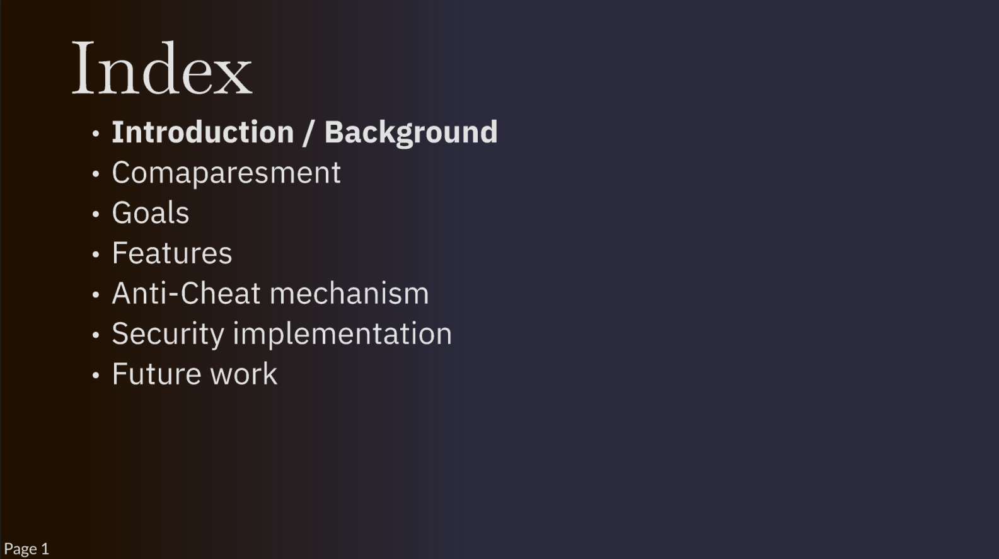 Index
• Introduction / Background
• Comaparesment
• Goals
• Features
• Anti-Cheat mechanism
• Security implementation
• Future work
Page 1